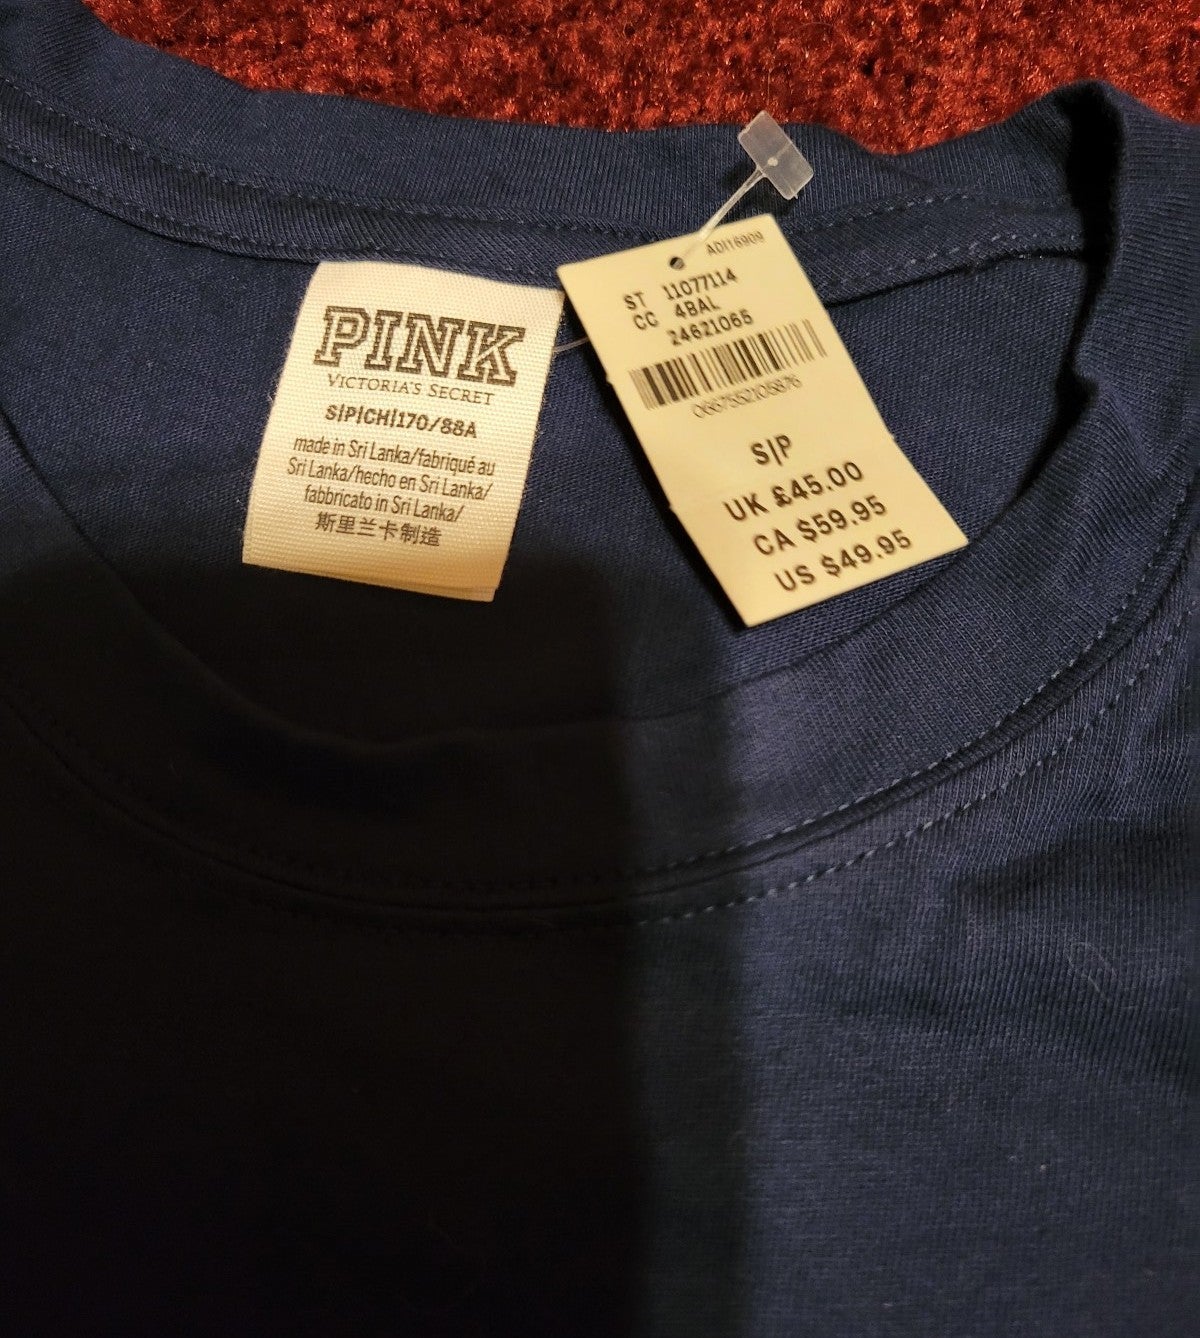 PINK
VICTORIA'S SECRET
S|P|CH|170/88A
made in Sri Lanka/fabriqué au
Sri Lanka/hecho en Sri Lanka/
fabbricato in Sri Lanka/
斯里兰卡制造
ADI16909
ST 11077114
CC 4BAL
24621065
0667552105876
S|P
UK £45.00
CA $59.95
US $49.95